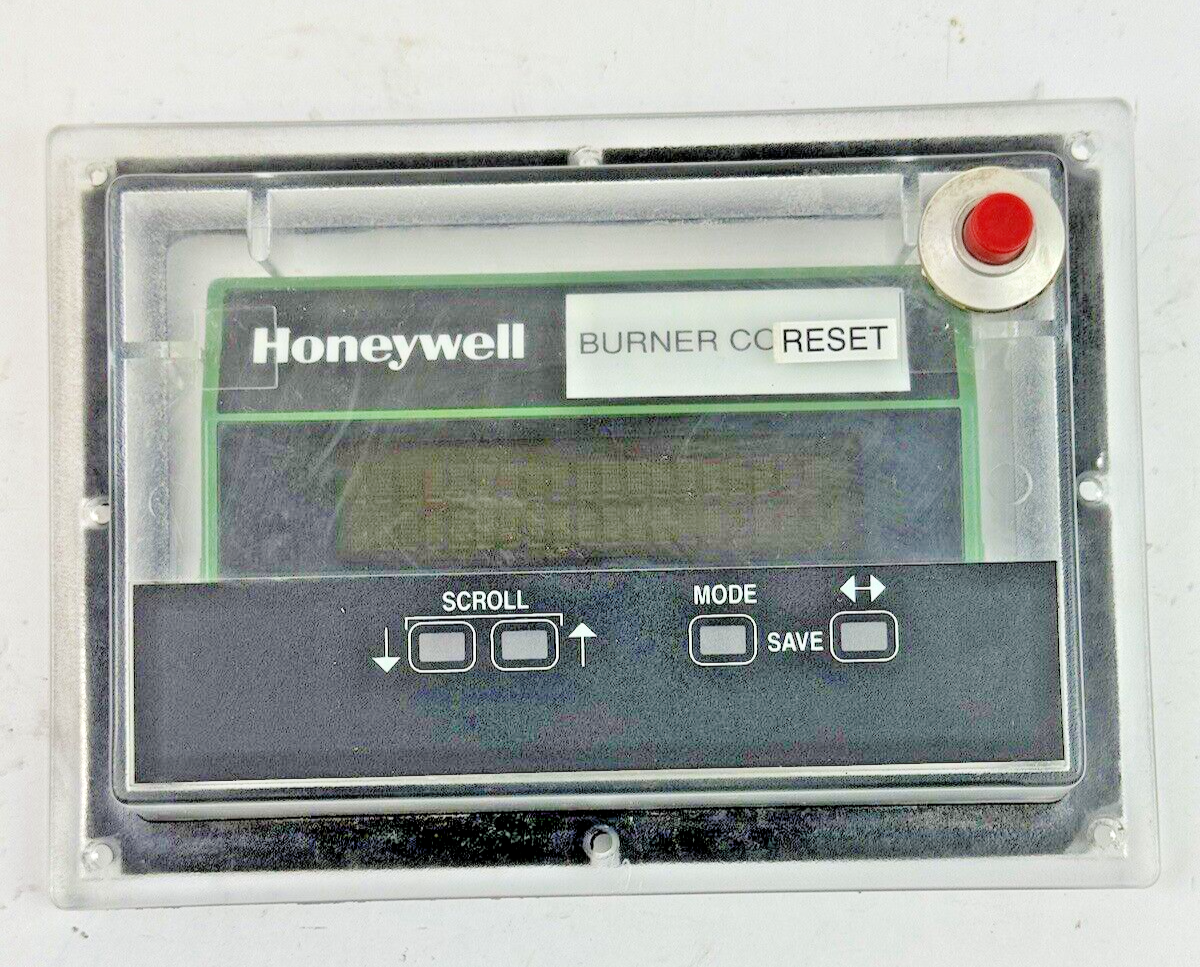 Honeywell
BURNER CO
RESET
SCROLL
↓ ↑
MODE
SAVE
↔